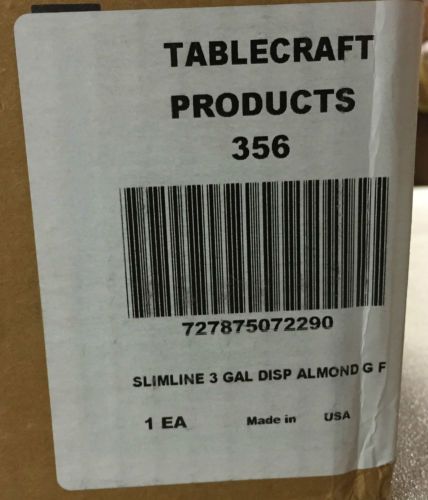 TABLECRAFT
PRODUCTS
356
727875072290
SLIMLINE 3 GAL DISP ALMOND G F
1 EA Made in USA